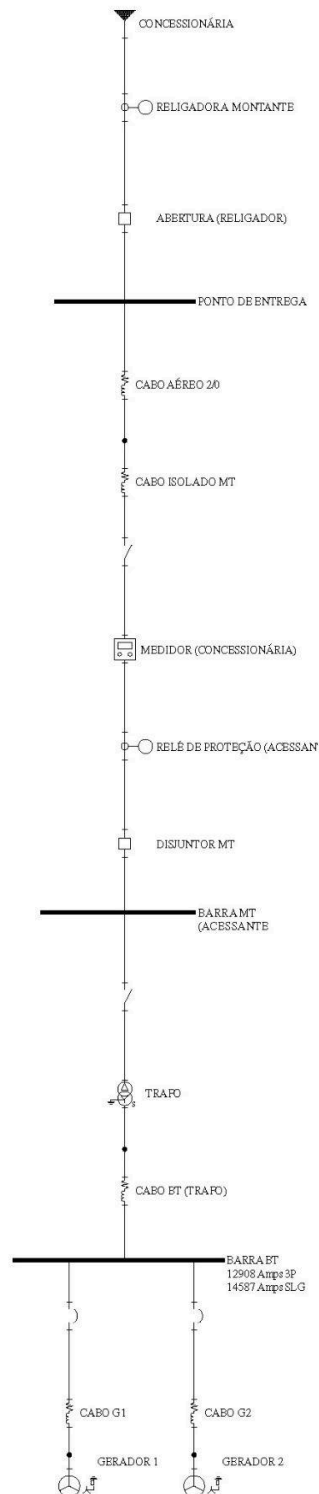 CONCESSIONÁRIA
RELIGADORA MONTANTE
ABERTURA (RELIGADOR)
PONTO DE ENTREGA
CABO AÉREO 2/0
CABO ISOLADO MT
MEDIDOR (CONCESSIONÁRIA)
RELÉ DE PROTEÇÃO (ACESSAN
DISJUNTOR MT
BARRA MT
(ACESSANTE
TRAFO
s
CABO BT (TRAFO)
BARRA BT
12908 Amps 3P
14587 Amps SLG
CABO G1
CABO G2
GERADOR 1
GERADOR 2